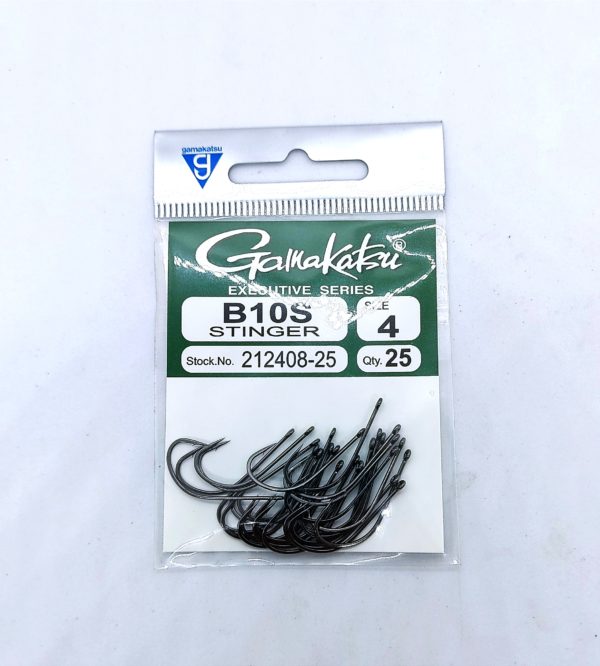 gamakatsu
g
Gamakatsu®
EXECUTIVE SERIES
B10S
STINGER
SIZE
4
Stock.No. 212408-25
Qty. 25